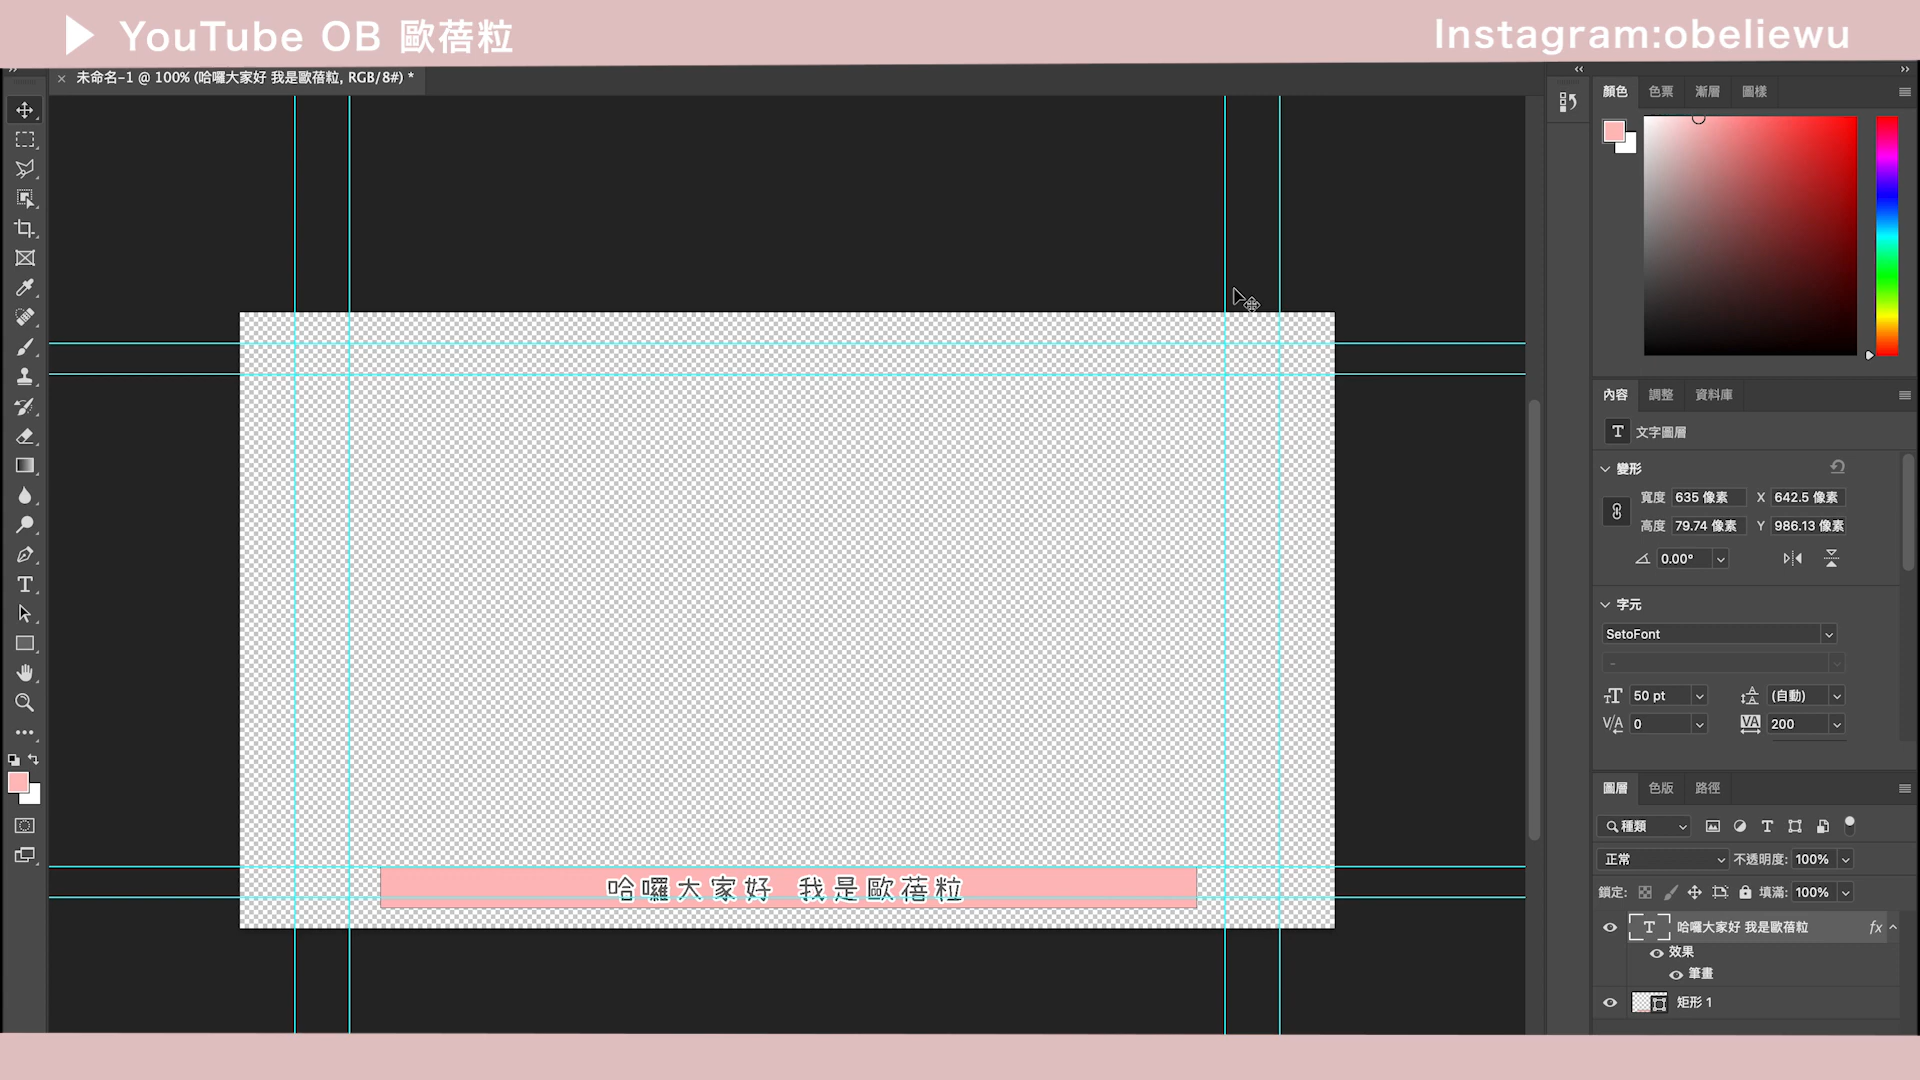 YouTube OB 歐蓓粒
Instagram:obeliewu
未命名-1 @ 100% (哈囉大家好 我是歐蓓粒, RGB/8#) *
顏色 色票 漸層 圖樣
內容 調整 資料庫
T 文字圖層
變形
寬度 635 像素 X 642.5 像素
高度 79.74 像素 Y 986.13 像素
0.00°
字元
SetoFont
-
50 pt (自動)
V/A 0 VA 200
圖層 色版 路徑
種類
正常 不透明度: 100%
鎖定: 填滿: 100%
T 哈囉大家好 我是歐蓓粒 fx
效果
筆畫
矩形 1
哈囉大家好 我是歐蓓粒